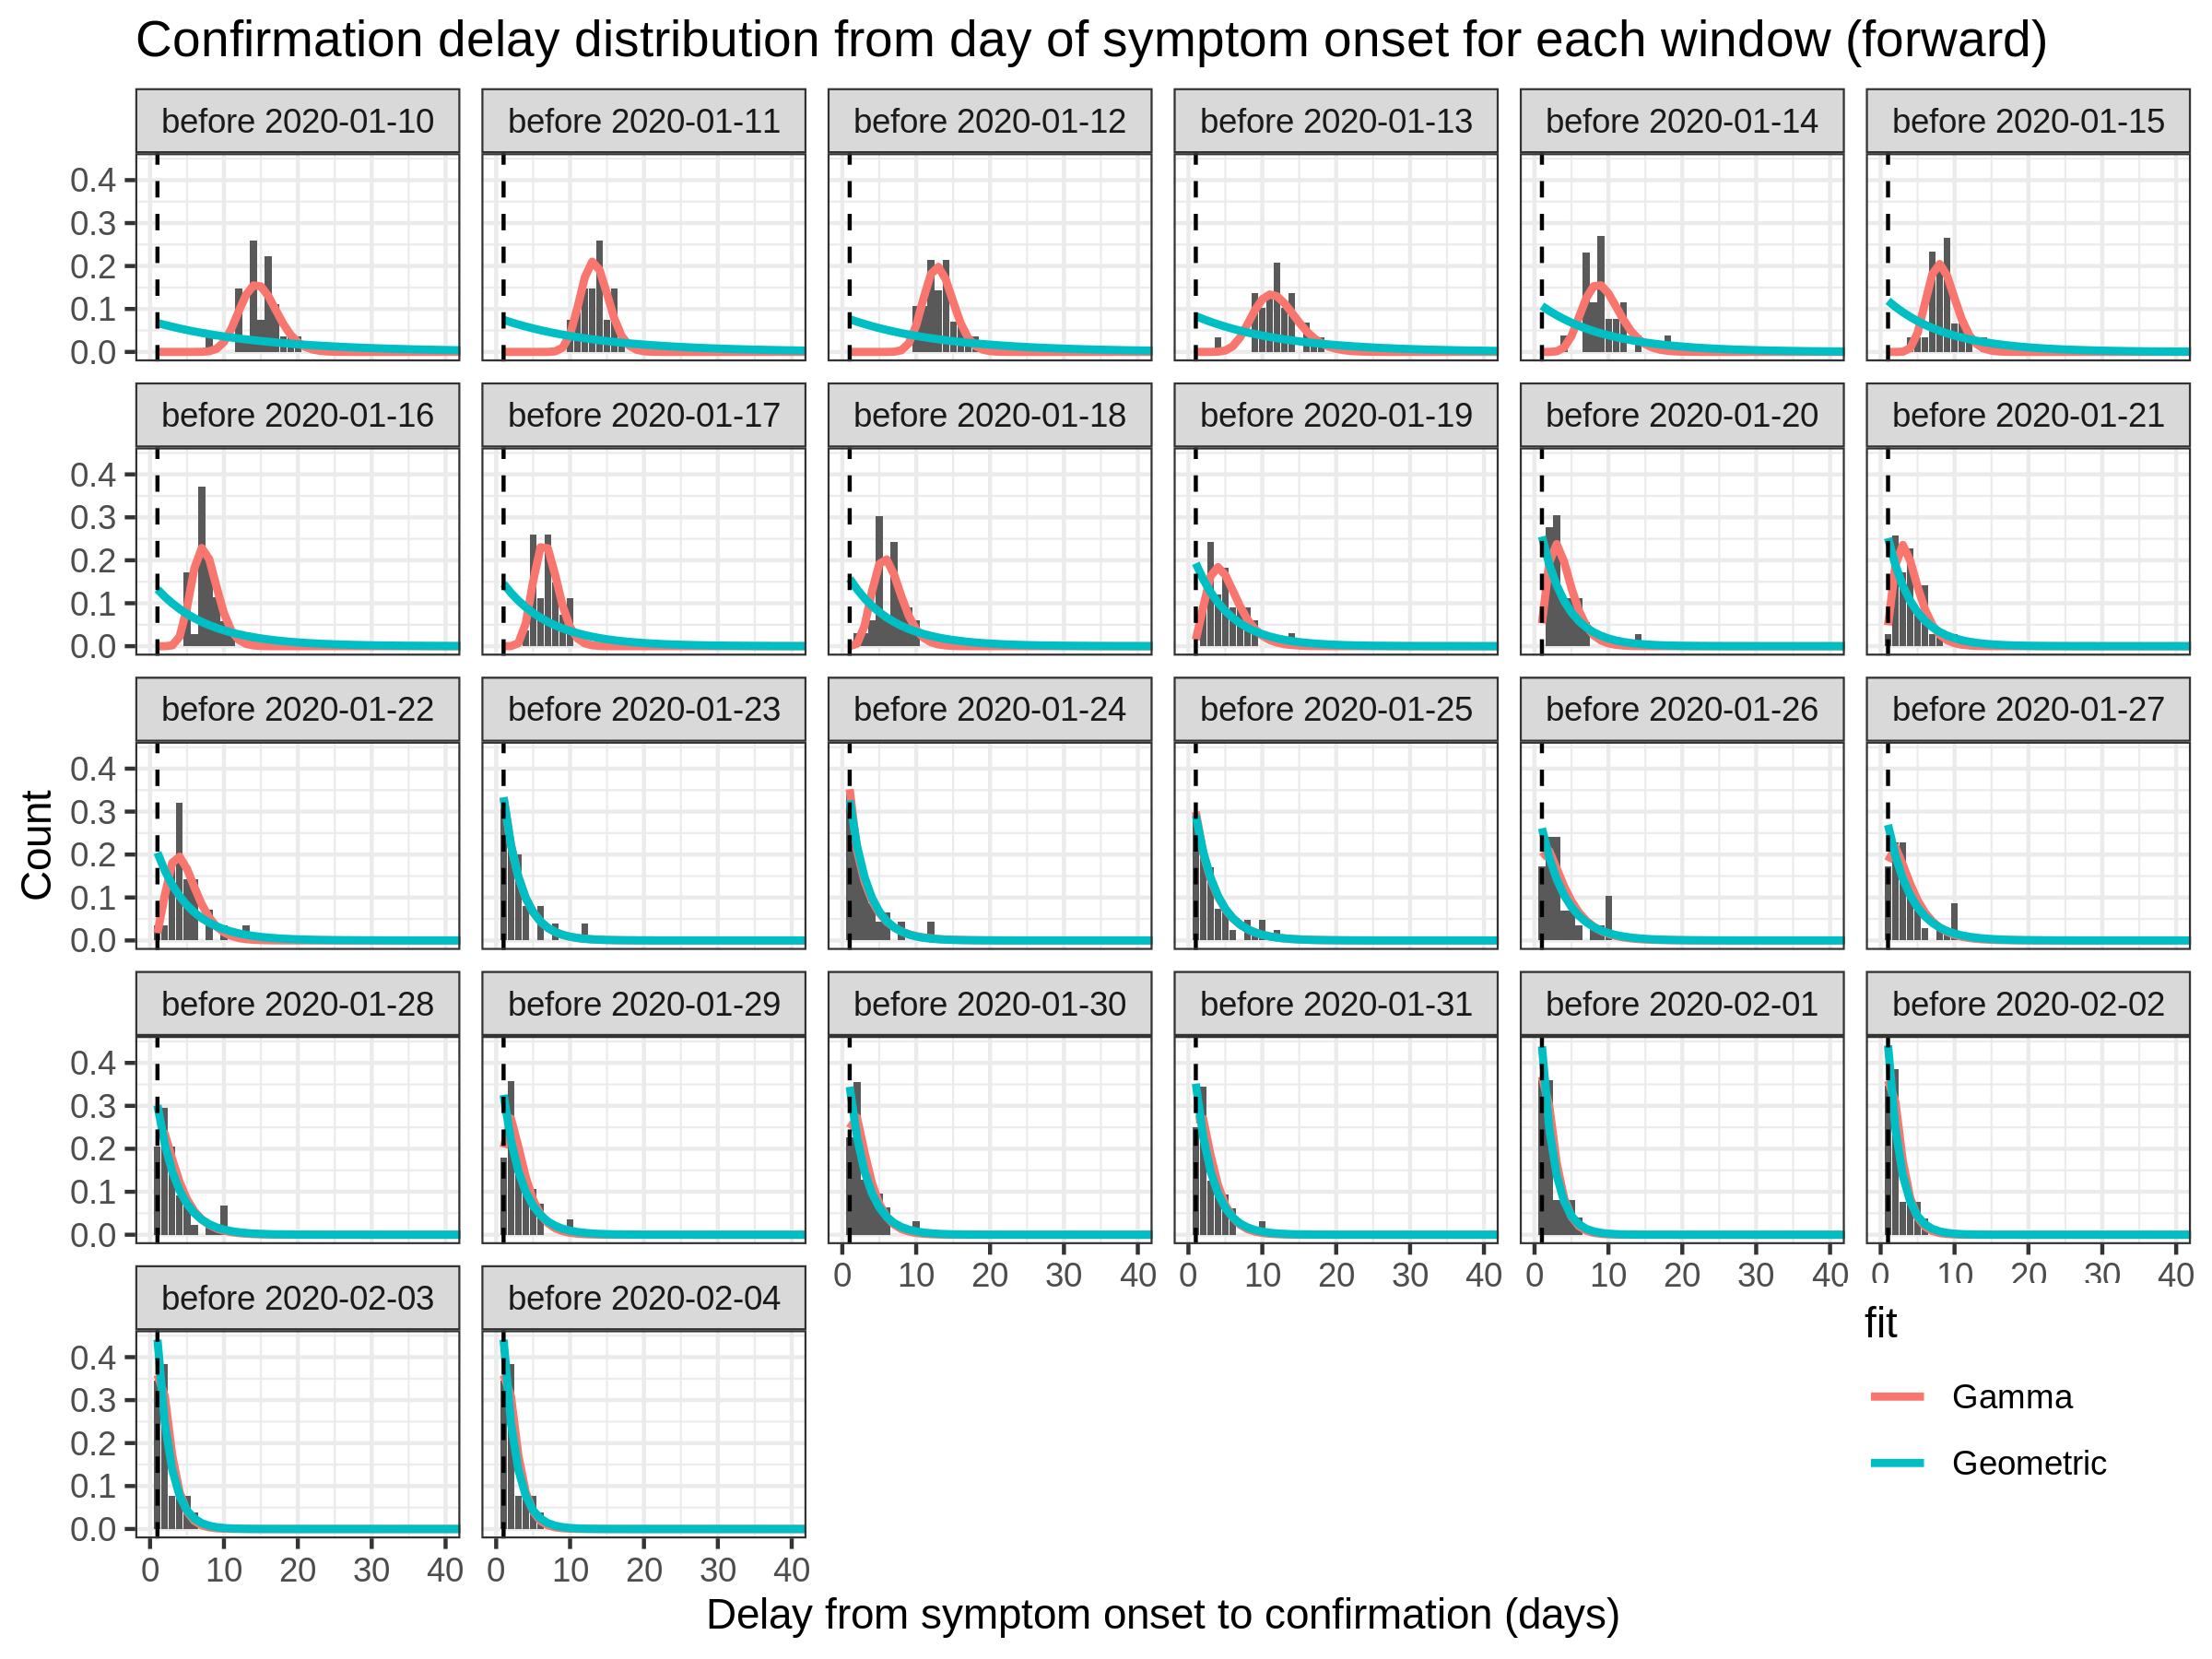 Confirmation delay distribution from day of symptom onset for each window (forward)
before 2020-01-10 before 2020-01-11 before 2020-01-12 before 2020-01-13 before 2020-01-14 before 2020-01-15
0.4
0.3
0.2
0.1
0.0
before 2020-01-16 before 2020-01-17 before 2020-01-18 before 2020-01-19 before 2020-01-20 before 2020-01-21
0.4
0.3
0.2
0.1
0.0
before 2020-01-22 before 2020-01-23 before 2020-01-24 before 2020-01-25 before 2020-01-26 before 2020-01-27
Count
0.4
0.3
0.2
0.1
0.0
before 2020-01-28 before 2020-01-29 before 2020-01-30 before 2020-01-31 before 2020-02-01 before 2020-02-02
0.4
0.3
0.2
0.1
0.0
0 10 20 30 40 0 10 20 30 40 0 10 20 30 40 0 10 20 30 40
before 2020-02-03 before 2020-02-04
0.4
0.3
0.2
0.1
0.0
0 10 20 30 40 0 10 20 30 40
fit
Gamma
Geometric
Delay from symptom onset to confirmation (days)